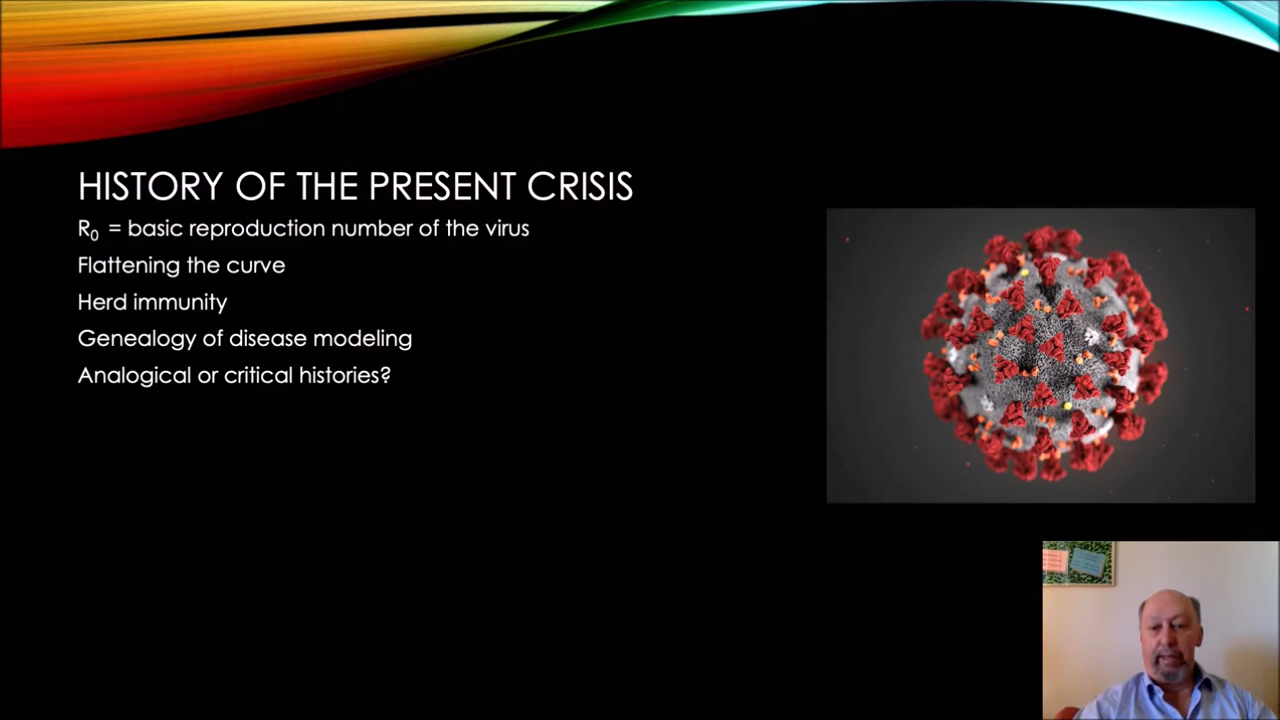 HISTORY OF THE PRESENT CRISIS
R₀ = basic reproduction number of the virus
Flattening the curve
Herd immunity
Genealogy of disease modeling
Analogical or critical histories?